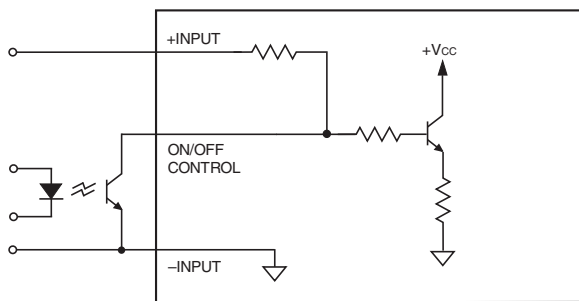 +INPUT
+Vcc
ON/OFF
CONTROL
–INPUT